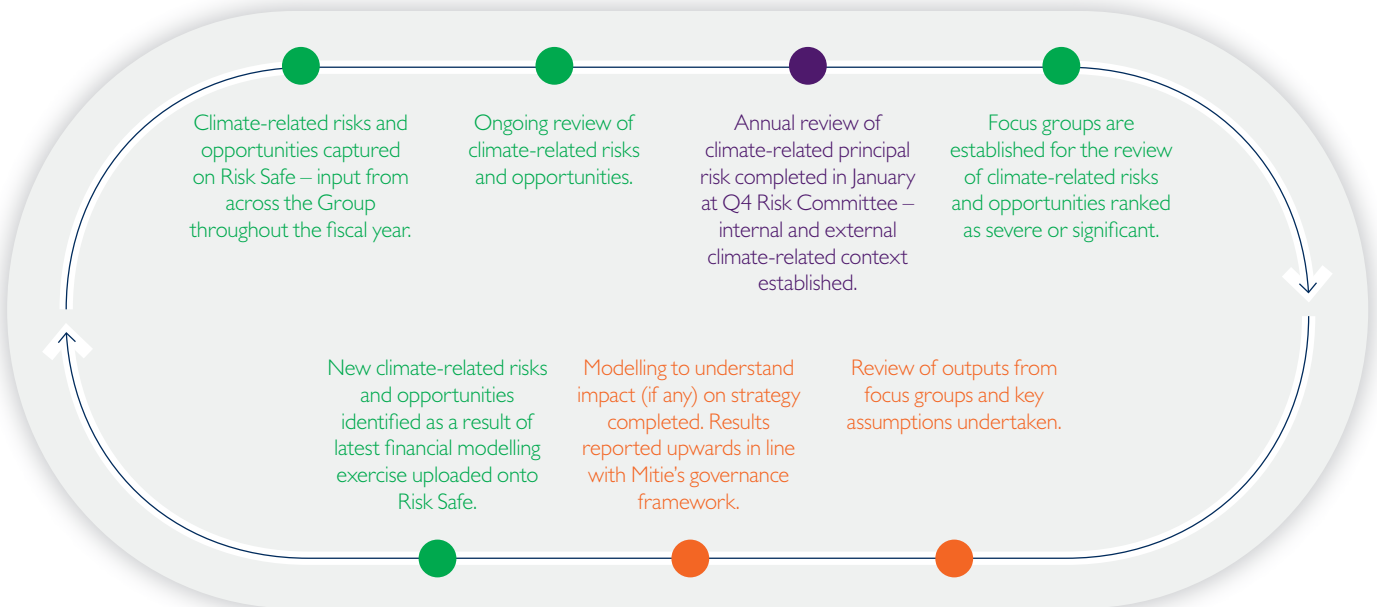 Climate-related risks and
opportunities captured
on Risk Safe – input from
across the Group
throughout the fiscal year.
Ongoing review of
climate-related risks
and opportunities.
Annual review of
climate-related principal
risk completed in January
at Q4 Risk Committee –
internal and external
climate-related context
established.
Focus groups are
established for the review
of climate-related risks
and opportunities ranked
as severe or significant.
New climate-related risks
and opportunities
identified as a result of
latest financial modelling
exercise uploaded onto
Risk Safe.
Modelling to understand
impact (if any) on strategy
completed. Results
reported upwards in line
with Mitie’s governance
framework.
Review of outputs from
focus groups and key
assumptions undertaken.